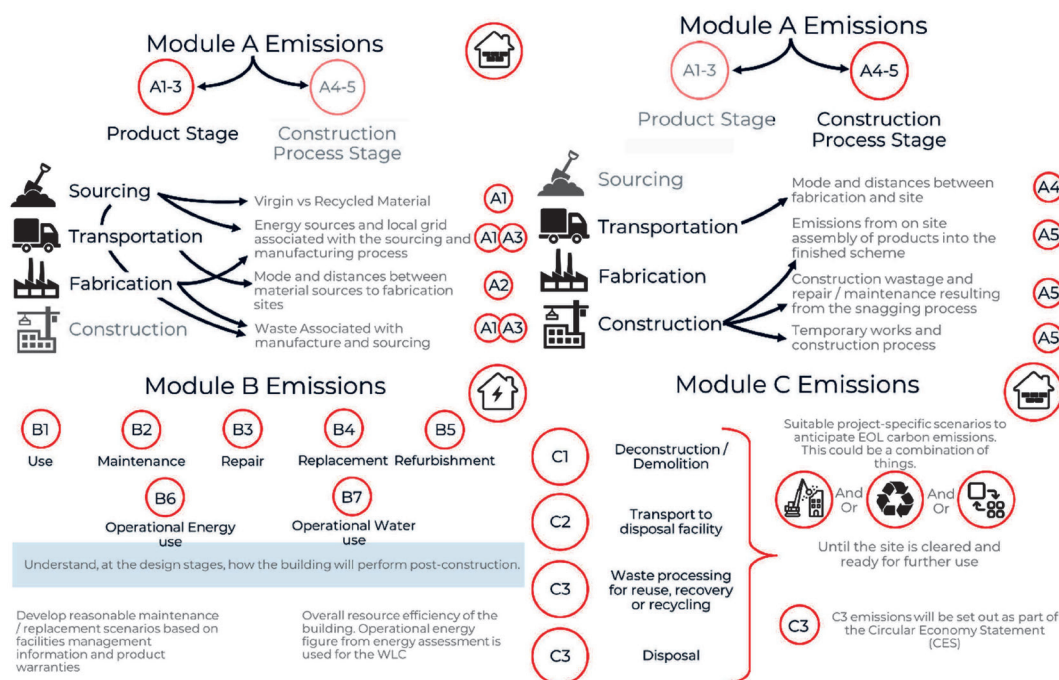 Module A Emissions
A1-3
A4-5
Product Stage
Construction
Process Stage
Sourcing
Transportation
Fabrication
Construction
Virgin vs Recycled Material
A1
Energy sources and local grid
associated with the sourcing and
manufacturing process
A1 A3
Mode and distances between
material sources to fabrication
sites
A2
Waste Associated with
manufacture and sourcing
A1 A3
Module A Emissions
A1-3
A4-5
Product Stage
Construction
Process Stage
Sourcing
Transportation
Fabrication
Construction
Mode and distances between
fabrication and site
A4
Emissions from on site
assembly of products into the
finished scheme
A5
Construction wastage and
repair / maintenance resulting
from the snagging process
A5
Temporary works and
construction process
A5
Module B Emissions
B1
B2
B3
B4
B5
Use
Maintenance
Repair
Replacement
Refurbishment
B6
B7
Operational Energy
use
Operational Water
use
Understand, at the design stages, how the building will perform post-construction.
Develop reasonable maintenance
/ replacement scenarios based on
facilities management
information and product
warranties
Overall resource efficiency of the
building. Operational energy
figure from energy assessment is
used for the WLC
Module C Emissions
C1
Deconstruction /
Demolition
C2
Transport to
disposal facility
C3
Waste processing
for reuse, recovery
or recycling
C3
Disposal
Suitable project-specific scenarios to
anticipate EOL carbon emissions.
This could be a combination of
things.
And
Or
And
Or
Until the site is cleared and
ready for further use
C3
C3 emissions will be set out as part of
the Circular Economy Statement
(CES)